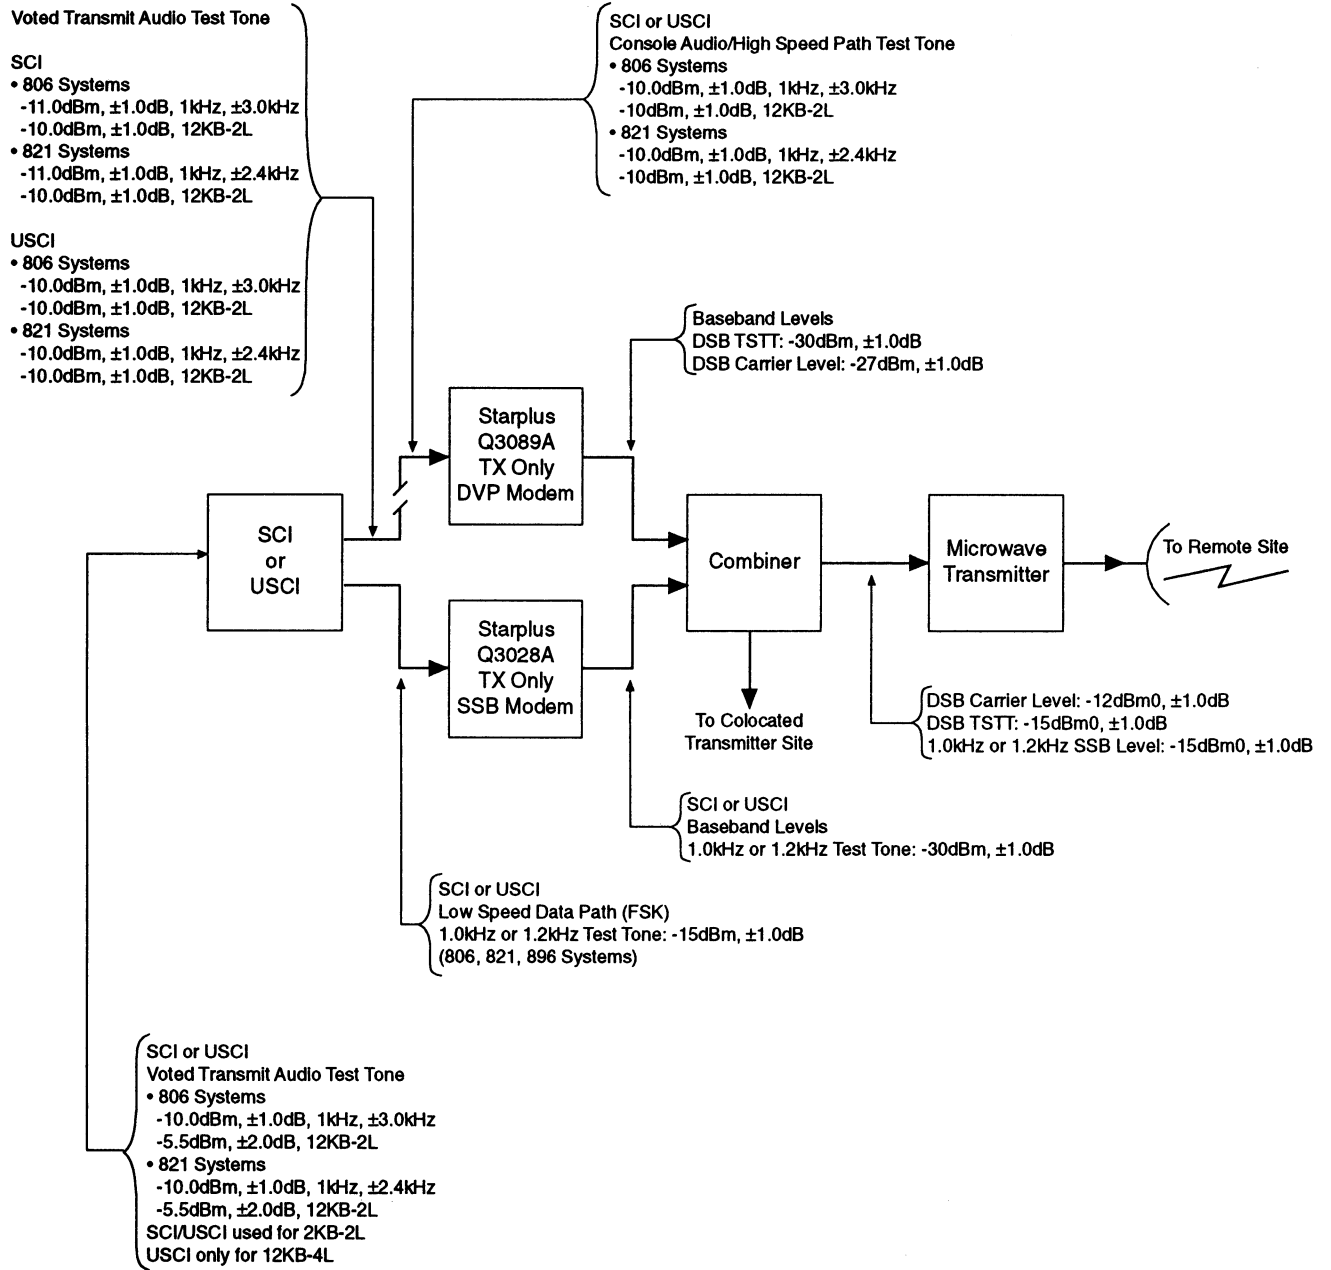 Voted Transmit Audio Test Tone
SCI
• 806 Systems
-11.0dBm, ±1.0dB, 1kHz, ±3.0kHz
-10.0dBm, ±1.0dB, 12KB-2L
• 821 Systems
-11.0dBm, ±1.0dB, 1kHz, ±2.4kHz
-10.0dBm, ±1.0dB, 12KB-2L
USCI
• 806 Systems
-10.0dBm, ±1.0dB, 1kHz, ±3.0kHz
-10.0dBm, ±1.0dB, 12KB-2L
• 821 Systems
-10.0dBm, ±1.0dB, 1kHz, ±2.4kHz
-10.0dBm, ±1.0dB, 12KB-2L
SCI or USCI
Console Audio/High Speed Path Test Tone
• 806 Systems
-10.0dBm, ±1.0dB, 1kHz, ±3.0kHz
-10dBm, ±1.0dB, 12KB-2L
• 821 Systems
-10.0dBm, ±1.0dB, 1kHz, ±2.4kHz
-10dBm, ±1.0dB, 12KB-2L
Baseband Levels
DSB TSTT: -30dBm, ±1.0dB
DSB Carrier Level: -27dBm, ±1.0dB
Starplus
Q3089A
TX Only
DVP Modem
SCI
or
USCI
Combiner
Microwave
Transmitter
To Remote Site
Starplus
Q3028A
TX Only
SSB Modem
To Colocated
Transmitter Site
DSB Carrier Level: -12dBm0, ±1.0dB
DSB TSTT: -15dBm0, ±1.0dB
1.0kHz or 1.2kHz SSB Level: -15dBm0, ±1.0dB
SCI or USCI
Baseband Levels
1.0kHz or 1.2kHz Test Tone: -30dBm, ±1.0dB
SCI or USCI
Low Speed Data Path (FSK)
1.0kHz or 1.2kHz Test Tone: -15dBm, ±1.0dB
(806, 821, 896 Systems)
SCI or USCI
Voted Transmit Audio Test Tone
• 806 Systems
-10.0dBm, ±1.0dB, 1kHz, ±3.0kHz
-5.5dBm, ±2.0dB, 12KB-2L
• 821 Systems
-10.0dBm, ±1.0dB, 1kHz, ±2.4kHz
-5.5dBm, ±2.0dB, 12KB-2L
SCI/USCI used for 2KB-2L
USCI only for 12KB-4L